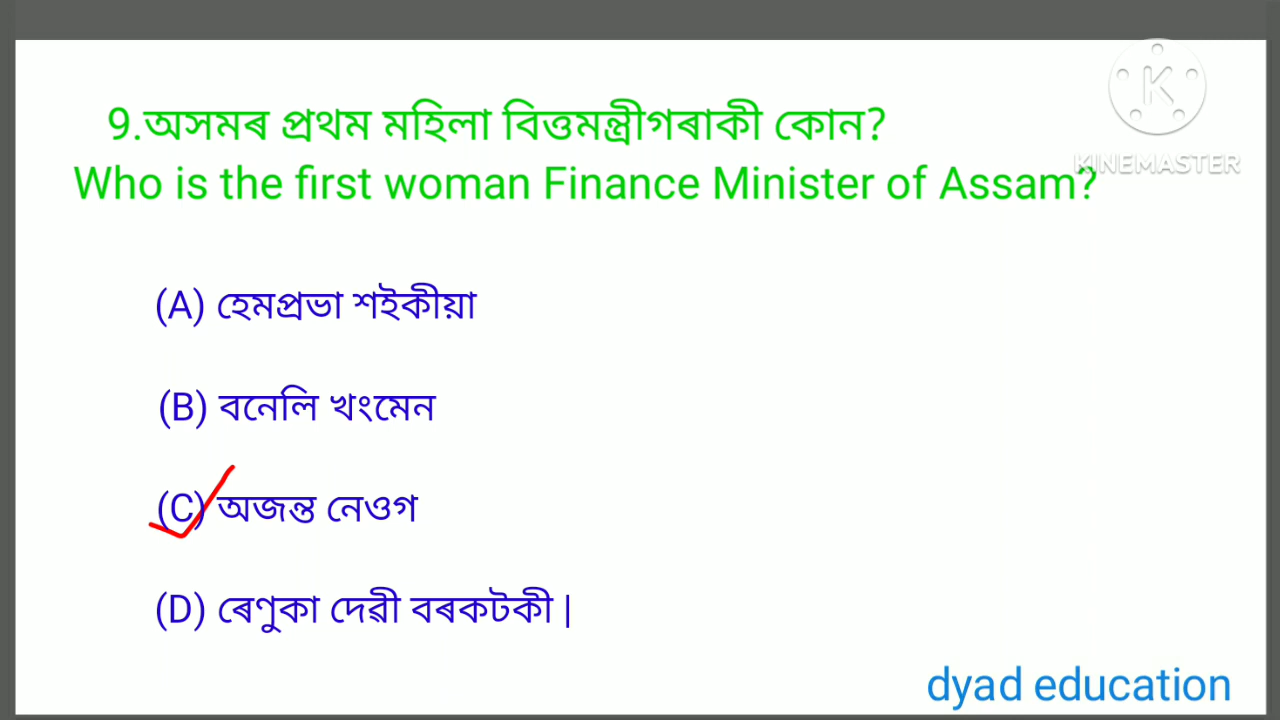 9.অসমৰ প্ৰথম মহিলা বিত্তমন্ত্ৰীগৰাকী কোন?
Who is the first woman Finance Minister of Assam?
K
KINEMASTER
(A) হেমপ্ৰভা শইকীয়া
(B) বনেলি খংমেন
(C) অজন্ত নেওগ
(D) ৰেণুকা দেৱী বৰকটকী |
dyad education